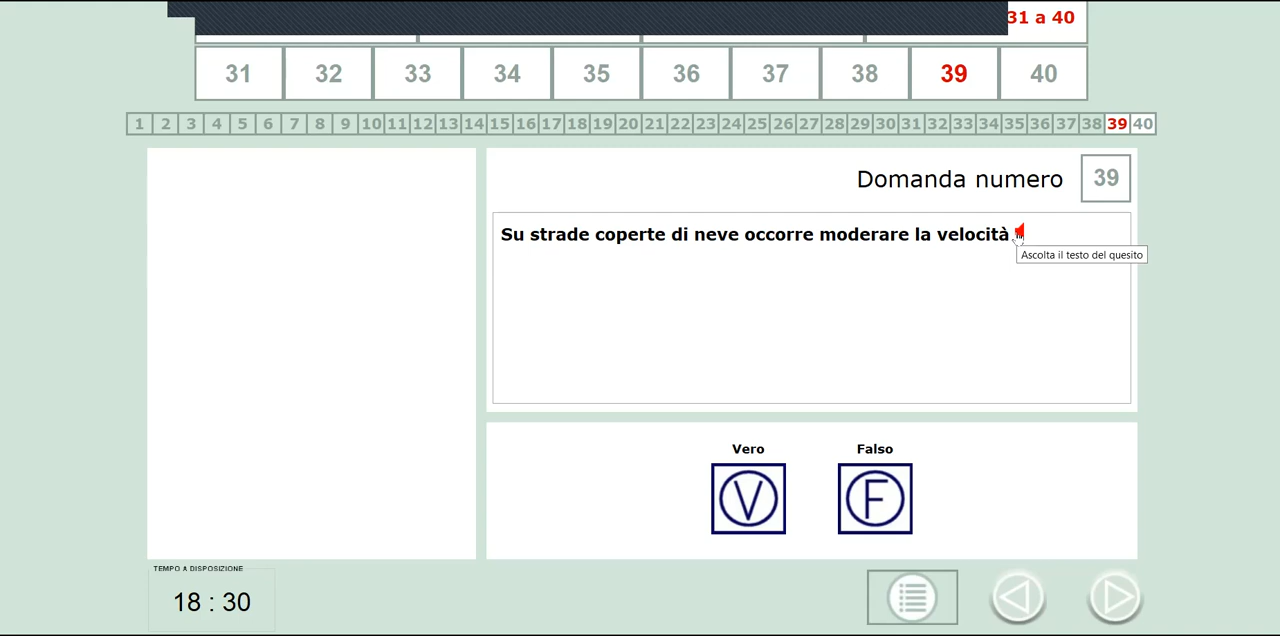 31 a 40
31 32 33 34 35 36 37 38 39 40
1 2 3 4 5 6 7 8 9 10 11 12 13 14 15 16 17 18 19 20 21 22 23 24 25 26 27 28 29 30 31 32 33 34 35 36 37 38 39 40
Domanda numero 39
Su strade coperte di neve occorre moderare la velocità
Ascolta il testo del quesito
Vero Falso
V F
TEMPO A DISPOSIZIONE
18 : 30